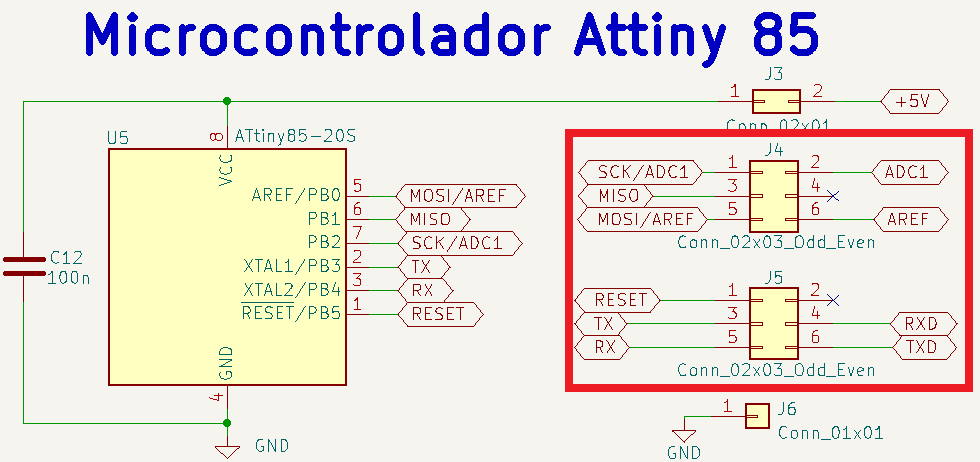 Microcontrolador Attiny 85
J3
1 2 +5V
Conn_02x01
U5 8 ATtiny85-20S
VCC
AREF/PB0 5 MOSI/AREF
PB1 6 MISO
PB2 7 SCK/ADC1
XTAL1/PB3 2 TX
XTAL2/PB4 3 RX
RESET/PB5 1 RESET
GND
4
GND
C12
100n
J4
SCK/ADC1 1 2 ADC1
MISO 3 4
MOSI/AREF 5 6 AREF
Conn_02x03_Odd_Even
J5
RESET 1 2
TX 3 4 RXD
RX 5 6 TXD
Conn_02x03_Odd_Even
1 J6
Conn_01x01
GND